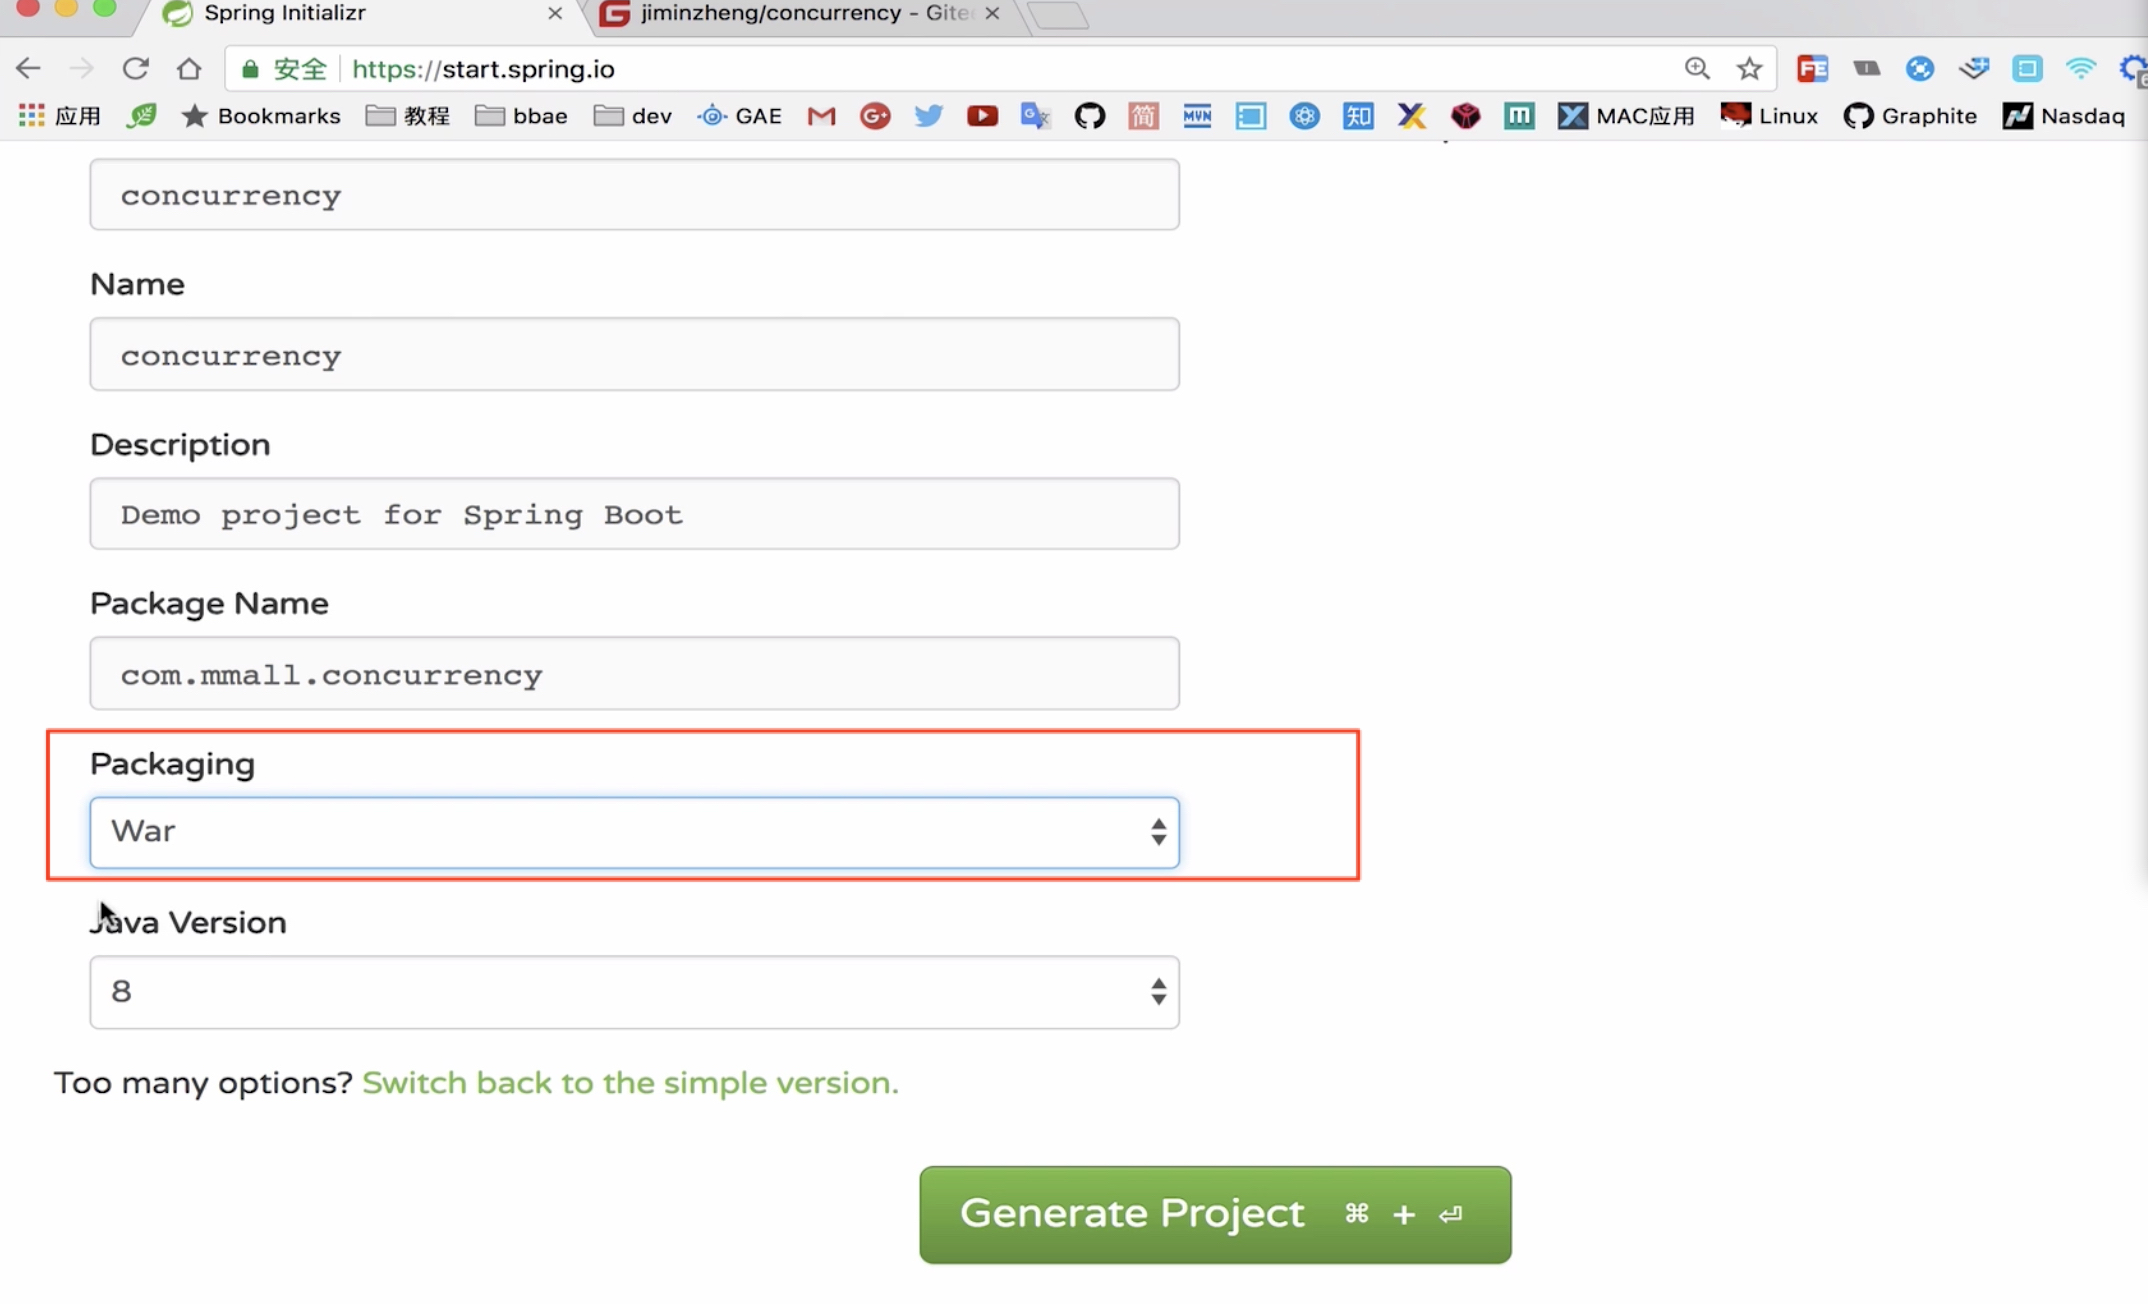 Spring Initializr
jiminzheng/concurrency - Gite
安全 https://start.spring.io
应用 Bookmarks 教程 bbae dev GAE 简 MVN 知 m MAC应用 Linux Graphite Nasdaq
concurrency
Name
concurrency
Description
Demo project for Spring Boot
Package Name
com.mmall.concurrency
Packaging
War
Java Version
8
Too many options? Switch back to the simple version.
Generate Project ⌘ + ⏎